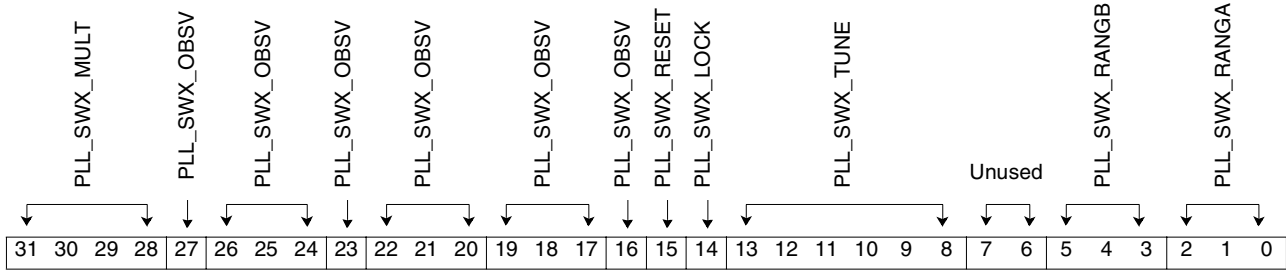 PLL_SWX_MULT
PLL_SWX_OBSV
PLL_SWX_OBSV
PLL_SWX_OBSV
PLL_SWX_OBSV
PLL_SWX_OBSV
PLL_SWX_OBSV
PLL_SWX_RESET
PLL_SWX_LOCK
PLL_SWX_TUNE
Unused
PLL_SWX_RANGB
PLL_SWX_RANGA
31 30 29 28 27 26 25 24 23 22 21 20 19 18 17 16 15 14 13 12 11 10 9 8 7 6 5 4 3 2 1 0